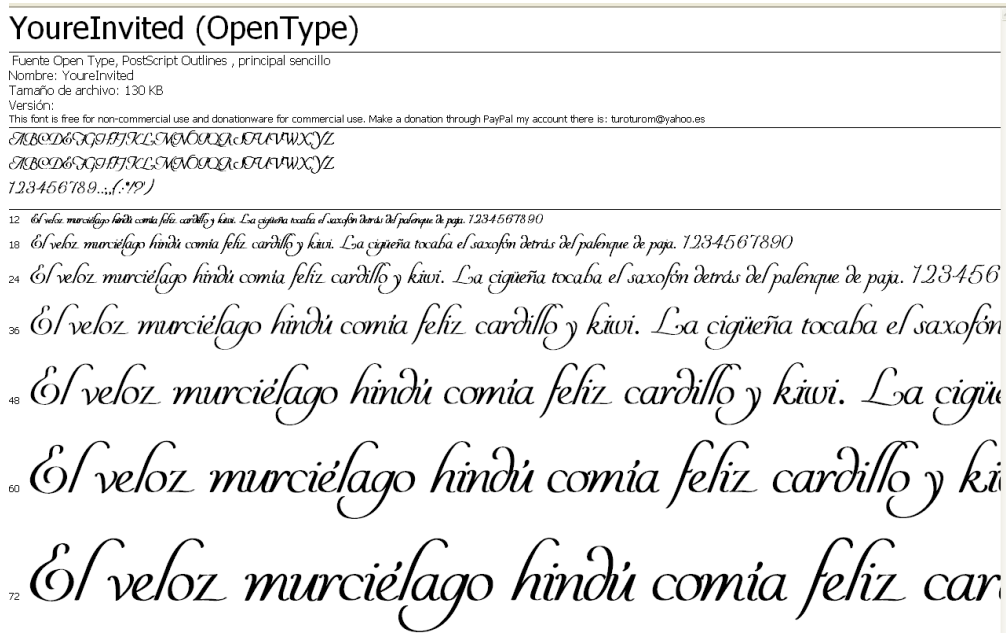 YoureInvited (OpenType)
Fuente Open Type, PostScript Outlines , principal sencillo
Nombre: YoureInvited
Tamaño de archivo: 130 KB
Versión:
This font is free for non-commercial use and donationware for commercial use. Make a donation through PayPal my account there is: turoturom@yahoo.es
ABCDEFGHIJKLMNÑOPQRSTUVWXYZ
ABCDEFGHIJKLMNÑOPQRSTUVWXYZ
123456789.:,;(:*!?')
12 El veloz murciélago hindú comía feliz cardillo y kiwi. La cigüeña tocaba el saxofón detrás del palenque de paja. 1234567890
18 El veloz murciélago hindú comía feliz cardillo y kiwi. La cigüeña tocaba el saxofón detrás del palenque de paja. 1234567890
24 El veloz murciélago hindú comía feliz cardillo y kiwi. La cigüeña tocaba el saxofón detrás del palenque de paja. 123456
36 El veloz murciélago hindú comía feliz cardillo y kiwi. La cigüeña tocaba el saxofón
48 El veloz murciélago hindú comía feliz cardillo y kiwi. La cigüe
60 El veloz murciélago hindú comía feliz cardillo y ki
72 El veloz murciélago hindú comía feliz car